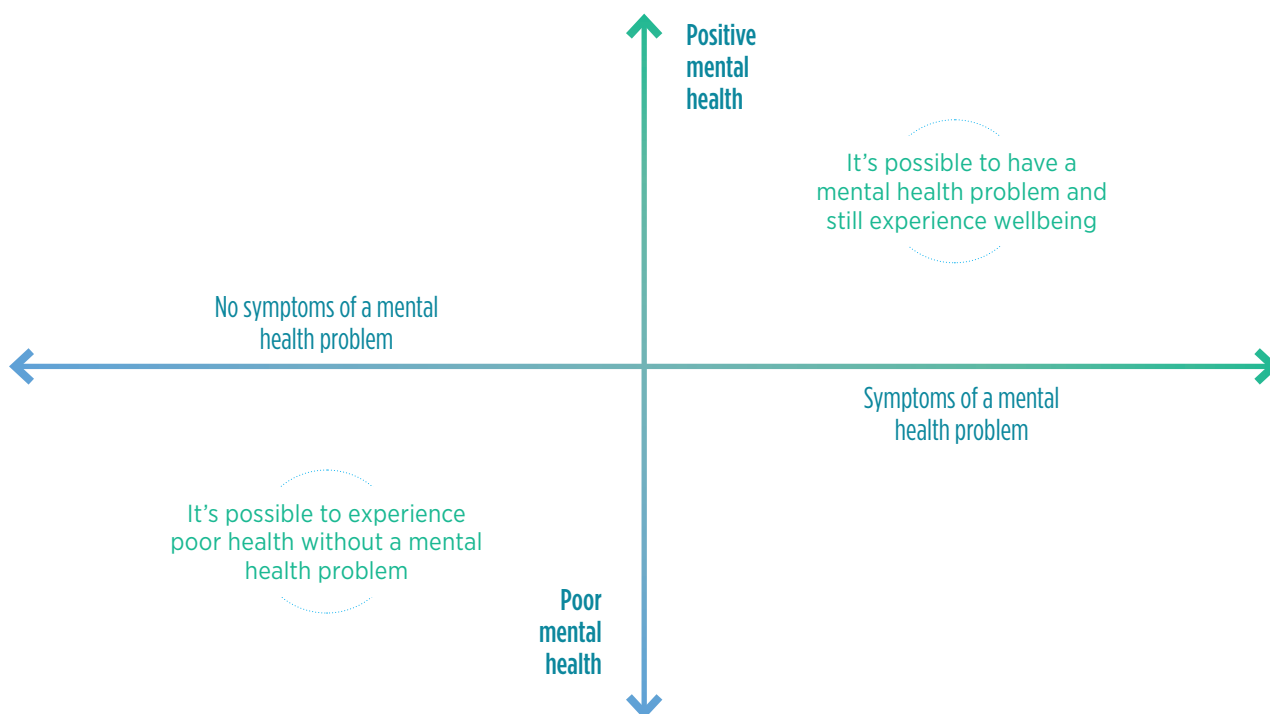 Positive
mental
health
It’s possible to have a
mental health problem and
still experience wellbeing
No symptoms of a mental
health problem
Symptoms of a mental
health problem
It’s possible to experience
poor health without a mental
health problem
Poor
mental
health